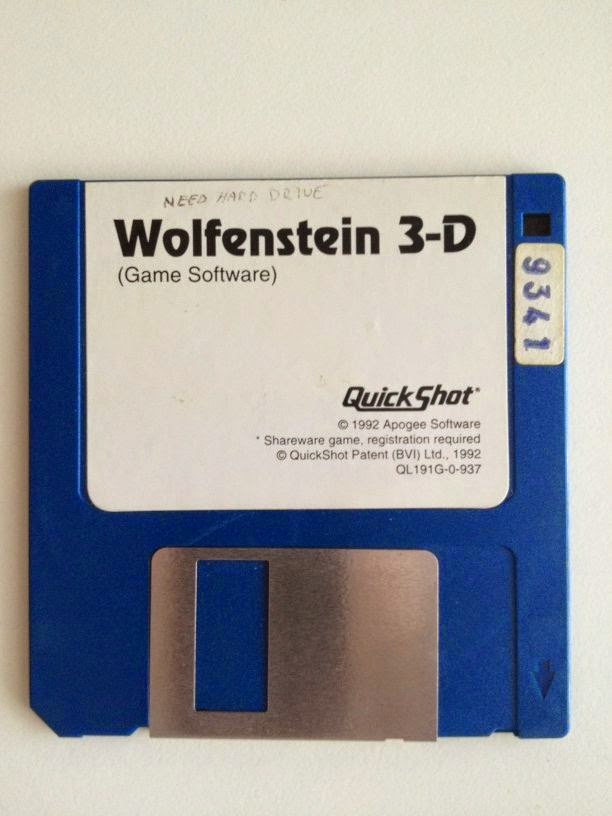 NEED HARD DRIVE
Wolfenstein 3-D
(Game Software)
9341
QuickShot®
© 1992 Apogee Software
* Shareware game, registration required
© QuickShot Patent (BVI) Ltd., 1992
QL191G-0-937